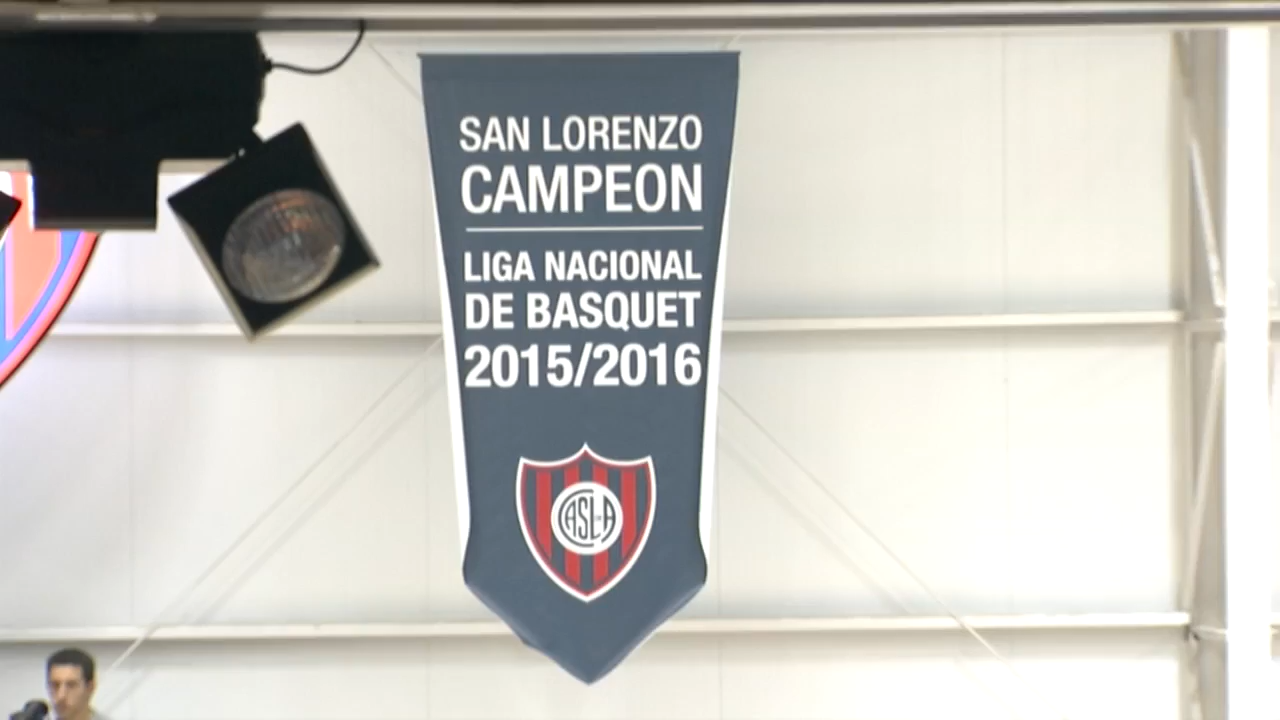 SAN LORENZO
CAMPEON
LIGA NACIONAL
DE BASQUET
2015/2016
CASLA